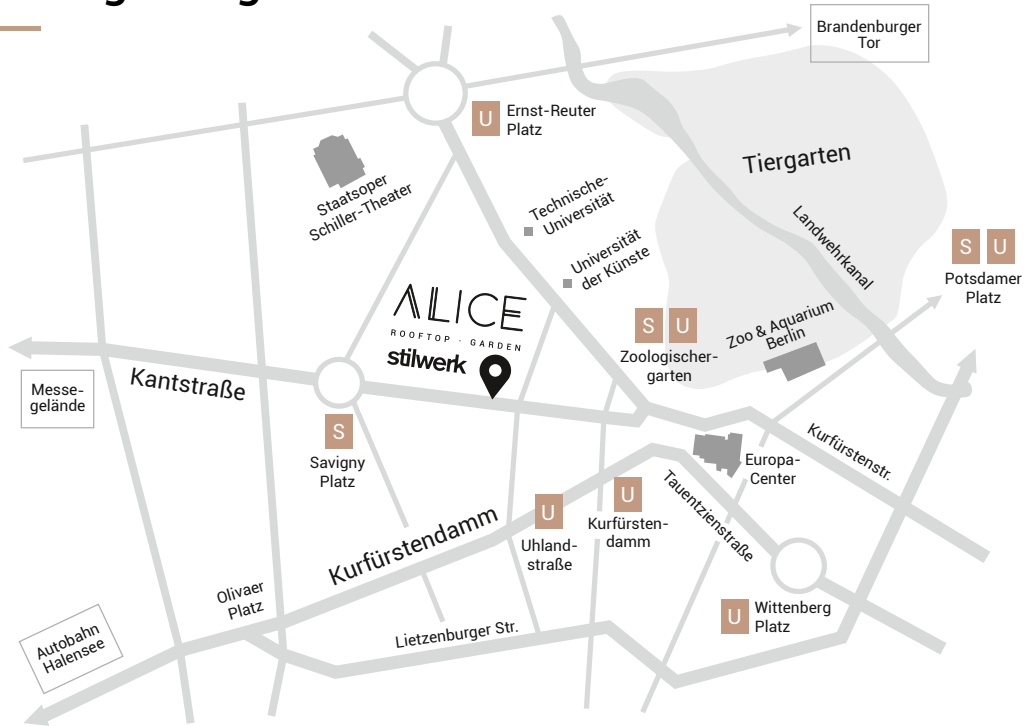 Brandenburger
Tor
U
Ernst-Reuter
Platz
Tiergarten
Staatsoper
Schiller-Theater
Technische-
Universität
Universität
der Künste
Landwehrkanal
S U
Potsdamer
Platz
ALICE
ROOFTOP · GARDEN
stilwerk
S U
Zoologischer-
garten
Zoo & Aquarium
Berlin
Messe-
gelände
Kantstraße
S
Savigny
Platz
Kurfürstenstr.
Europa-
Center
Tauentzienstraße
U
Kurfürsten-
damm
U
Uhland-
straße
Kurfürstendamm
Olivaer
Platz
U
Wittenberg
Platz
Lietzenburger Str.
Autobahn
Halensee